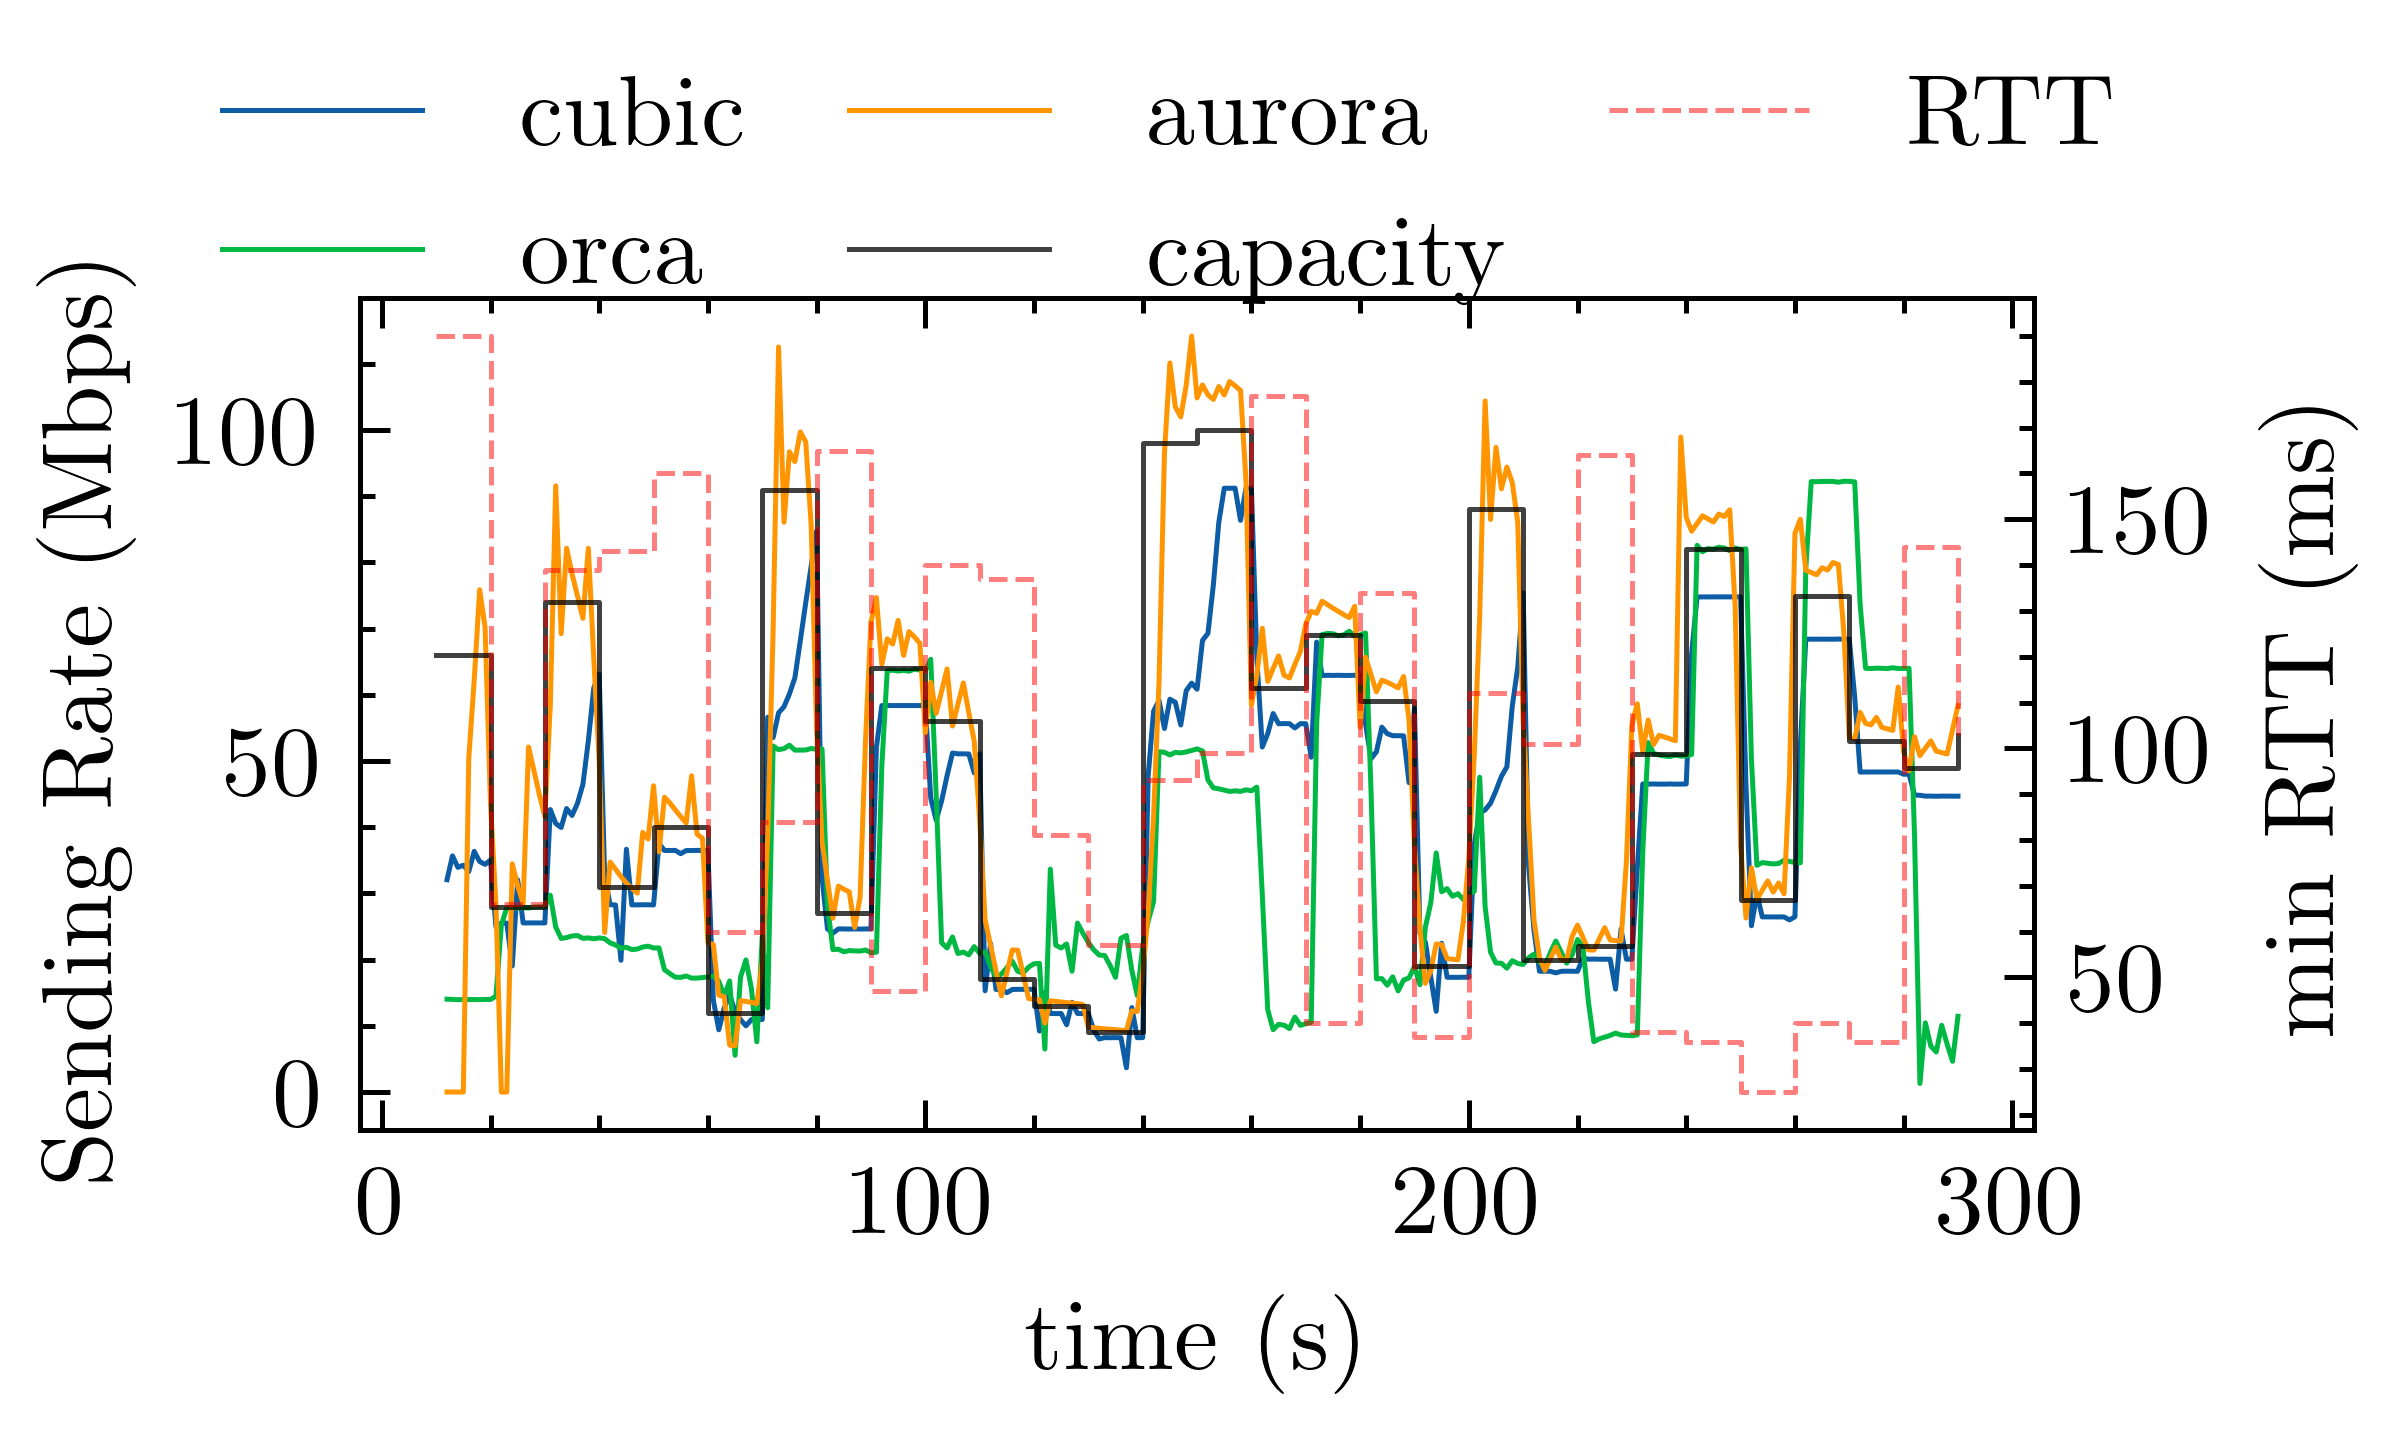 cubic
aurora
RTT
orca
capacity
Sending Rate (Mbps)
100
50
0
150
100
50
min RTT (ms)
0
100
200
300
time (s)